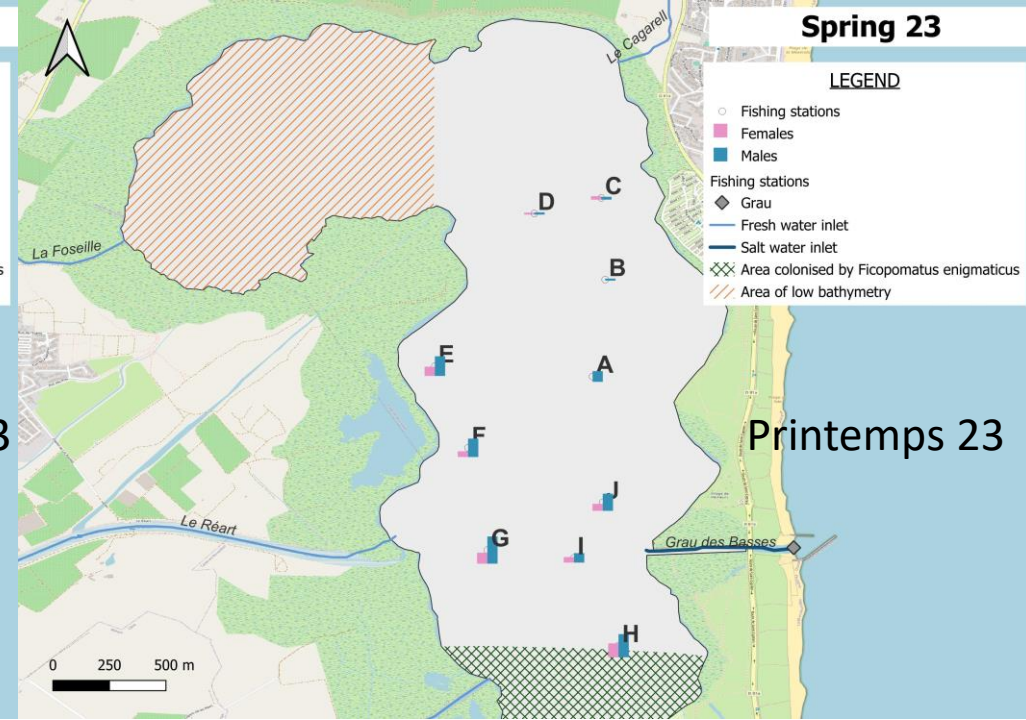 Spring 23
LEGEND
Fishing stations
Females
Males
Fishing stations
Grau
Fresh water inlet
Salt water inlet
Area colonised by Ficopomatus enigmaticus
Area of low bathymetry
s
Le Cagarell
C
D
La Foseille
B
E
A
3
Printemps 23
F
J
Le Réart
G
I
Grau des Basses
H
0 250 500 m